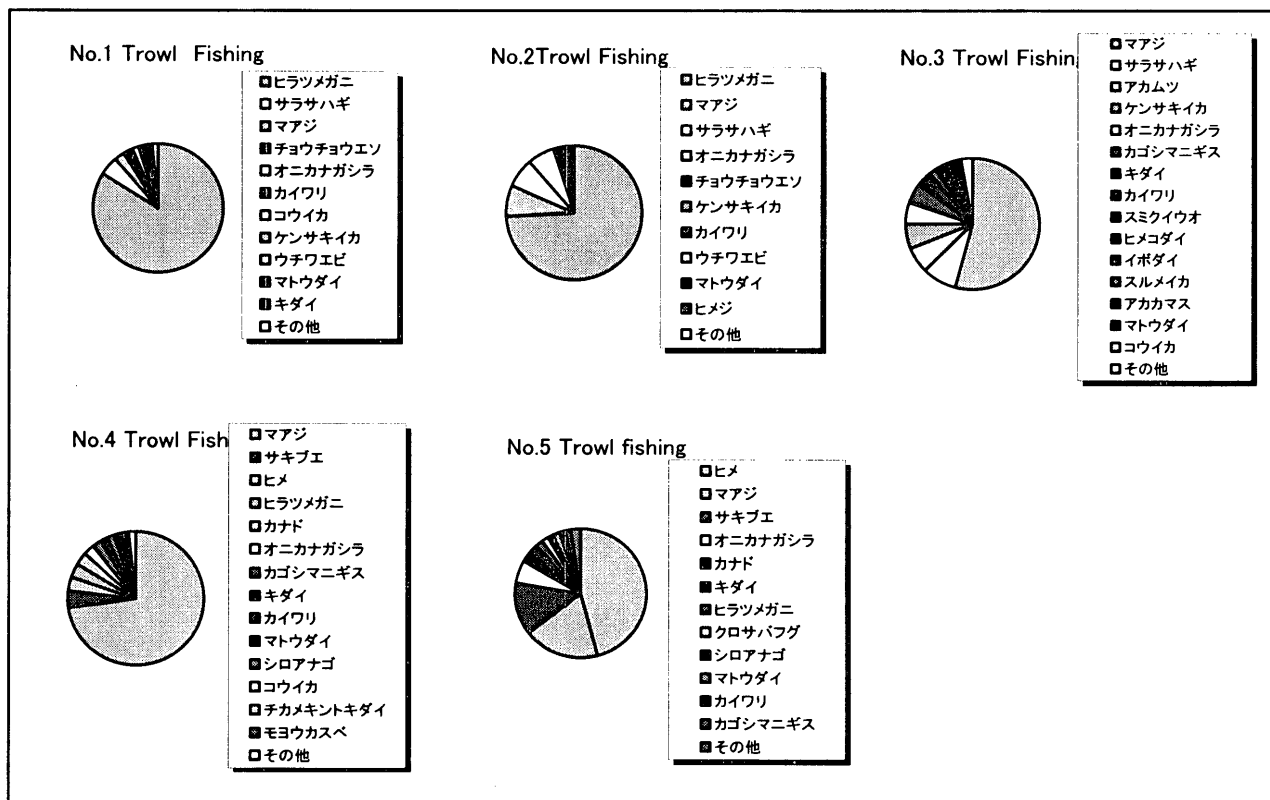 No.1 Trowl Fishing
ヒラツメガニ
サラサハギ
マアジ
チョウチョウエソ
オニカナガシラ
カイワリ
コウイカ
ケンサキイカ
ウチワエビ
マトウダイ
キダイ
その他
No.2Trowl Fishing
ヒラツメガニ
マアジ
サラサハギ
オニカナガシラ
チョウチョウエソ
ケンサキイカ
カイワリ
ウチワエビ
マトウダイ
ヒメジ
その他
No.3 Trowl Fishing
マアジ
サラサハギ
アカムツ
ケンサキイカ
オニカナガシラ
カゴシマニギス
キダイ
カイワリ
スミクイウオ
ヒメコダイ
イボダイ
スルメイカ
アカカマス
マトウダイ
コウイカ
その他
No.4 Trowl Fish
マアジ
サキブエ
ヒメ
ヒラツメガニ
カナド
オニカナガシラ
カゴシマニギス
キダイ
カイワリ
マトウダイ
シロアナゴ
コウイカ
チカメキントキダイ
モヨウカスベ
その他
No.5 Trowl fishing
ヒメ
マアジ
サキブエ
オニカナガシラ
カナド
キダイ
ヒラツメガニ
クロサバフグ
シロアナゴ
マトウダイ
カイワリ
カゴシマニギス
その他